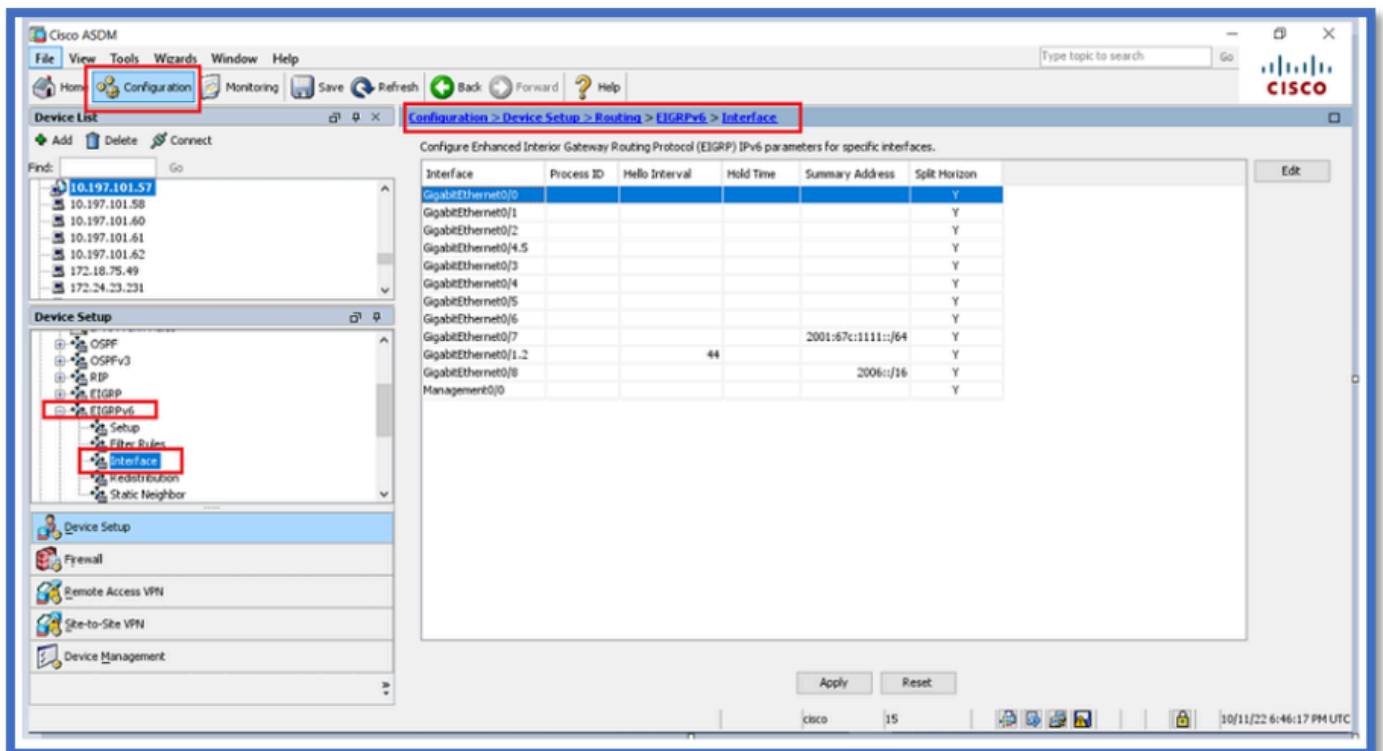 Cisco ASDM
File View Tools Wizards Window Help
Type topic to search Go
Home Configuration Monitoring Save Refresh Back Forward Help
CISCO
Device List
Configuration > Device Setup > Routing > EIGRPv6 > Interface
Add Delete Connect
Configure Enhanced Interior Gateway Routing Protocol (EIGRP) IPv6 parameters for specific interfaces.
Find: Go
Interface Process ID Hello Interval Hold Time Summary Address Split Horizon
Edit
10.197.101.57
10.197.101.58
10.197.101.60
10.197.101.61
10.197.101.62
172.18.75.49
172.24.23.231
GigabitEthernet0/0 Y
GigabitEthernet0/1 Y
GigabitEthernet0/2 Y
GigabitEthernet0/4.5 Y
GigabitEthernet0/3 Y
GigabitEthernet0/4 Y
GigabitEthernet0/5 Y
GigabitEthernet0/6 Y
GigabitEthernet0/7 2001:67c:1111::/64 Y
GigabitEthernet0/1.2 44 Y
GigabitEthernet0/8 2006::/16 Y
Management0/0 Y
Device Setup
OSPF
OSPFv3
RIP
EIGRP
EIGRPv6
Setup
Filter Rules
Interface
Redistribution
Static Neighbor
Device Setup
Firewall
Remote Access VPN
Site-to-Site VPN
Device Management
Apply Reset
cisco 15 10/11/22 6:46:17 PM UTC